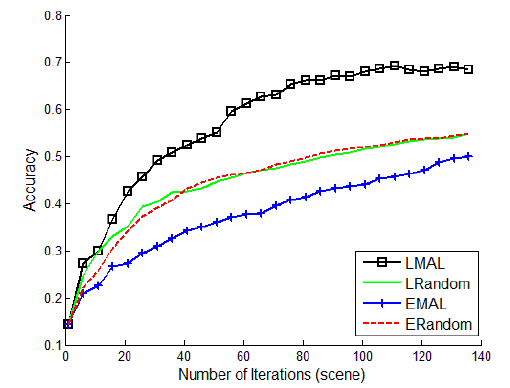 0.8
0.7
0.6
0.5
0.4
0.3
0.2
0.1
Accuracy
0 20 40 60 80 100 120 140
Number of Iterations (scene)
LMAL
LRandom
EMAL
ERandom